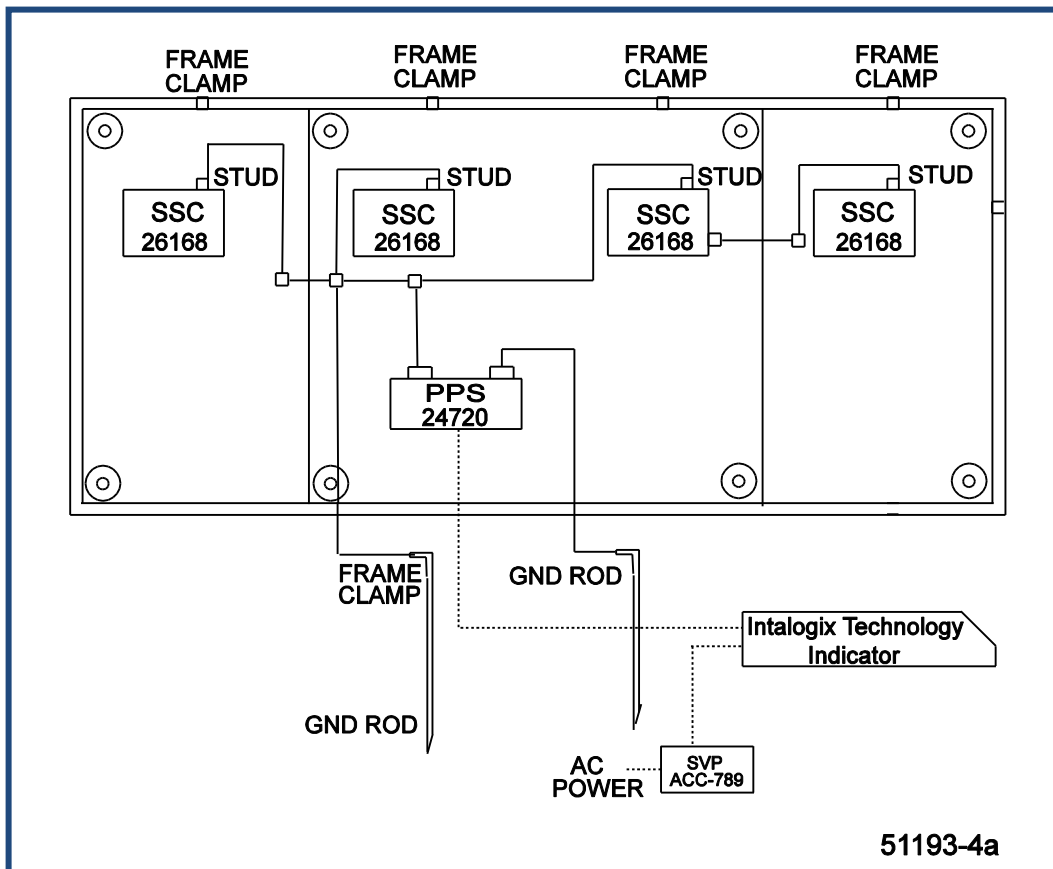 FRAME
CLAMP
FRAME
CLAMP
FRAME
CLAMP
FRAME
CLAMP
STUD
SSC
26168
STUD
SSC
26168
STUD
SSC
26168
STUD
SSC
26168
PPS
24720
FRAME
CLAMP
GND ROD
GND ROD
Intalogix Technology
Indicator
AC
POWER
SVP
ACC-789
51193-4a